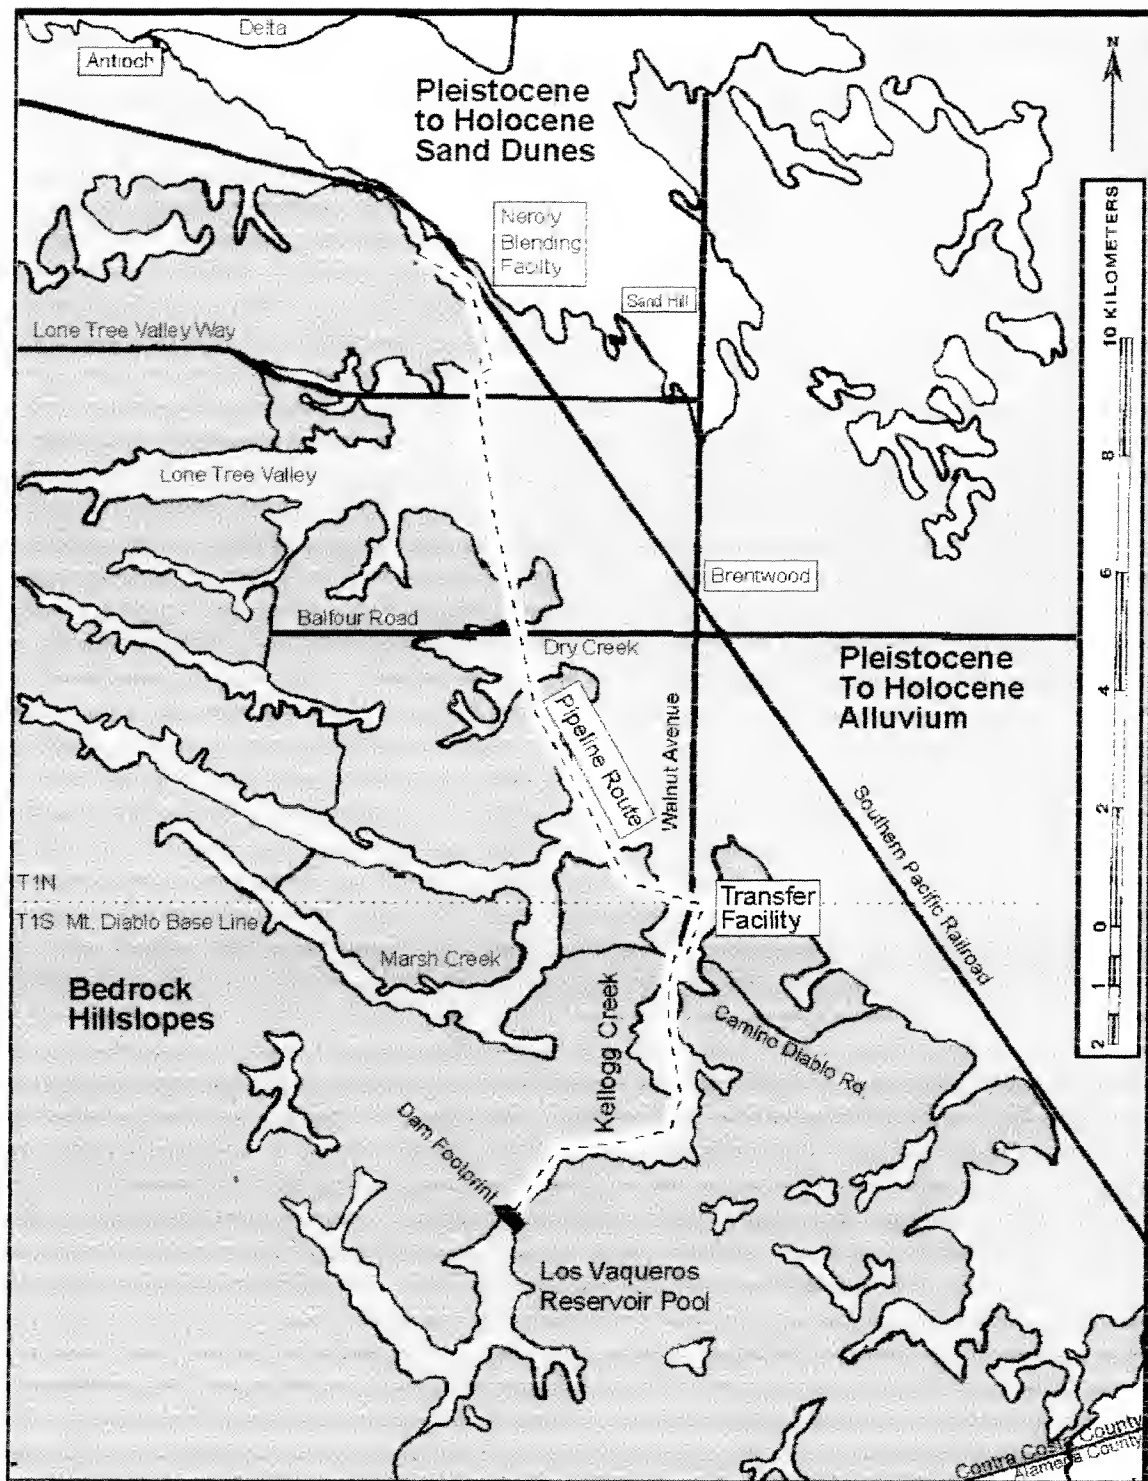 Delta
Antioch
N
Pleistocene
to Holocene
Sand Dunes
Neroly
Blending
Facilty
Sand Hill
10 KILOMETERS
8
6
4
2
0
1
2
Lone Tree Valley Way
Lone Tree Valley
Brentwood
Balfour Road
Dry Creek
Pleistocene
To Holocene
Alluvium
Pipeline Route
Walnut Avenue
Southern Pacific Railroad
T1N
T1S Mt. Diablo Base Line
Transfer
Facility
Marsh Creek
Bedrock
Hillslopes
Kellogg Creek
Camino Diablo Rd.
Dam Footprint
Los Vaqueros
Reservoir Pool
Contra Costa County
Alameda County